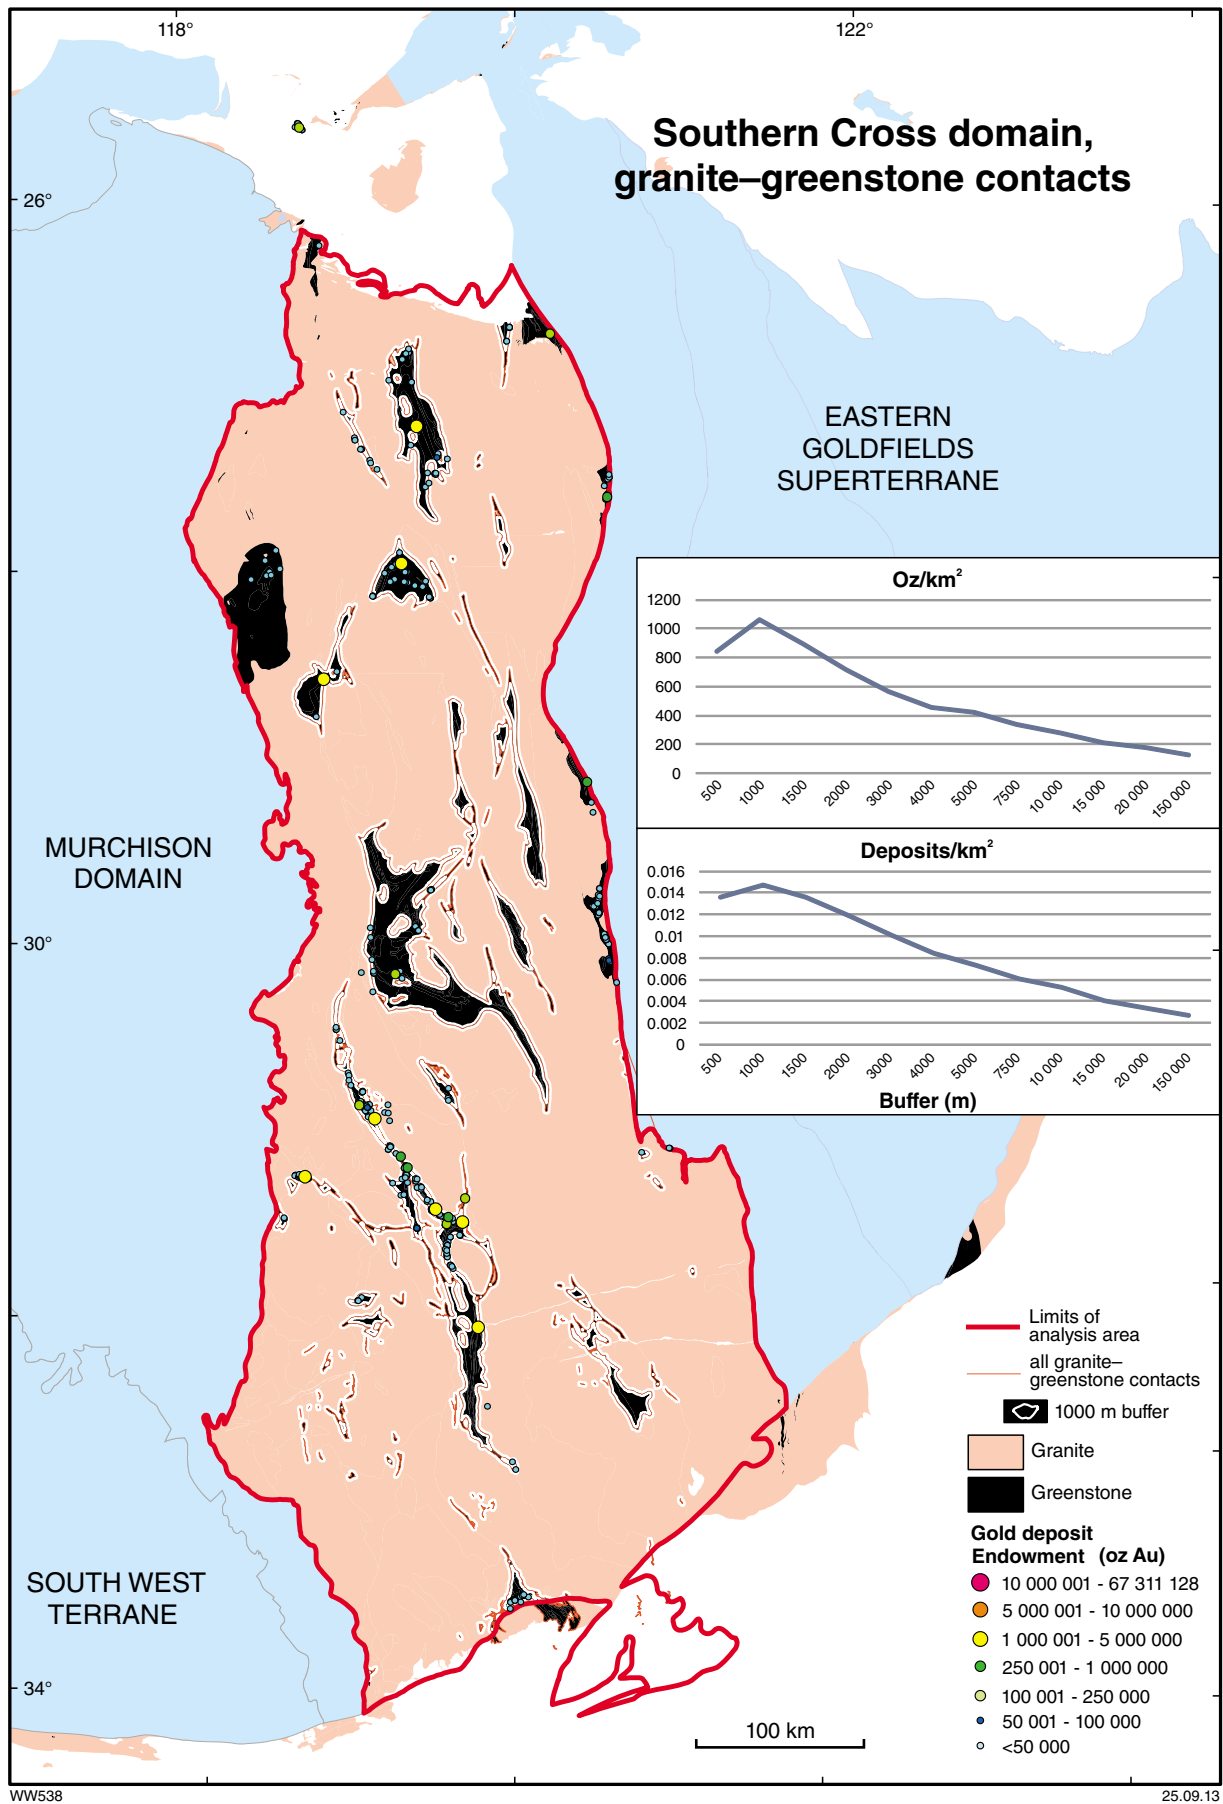 118°
122°
Southern Cross domain,
granite–greenstone contacts
26°
EASTERN
GOLDFIELDS
SUPERTERRANE
Oz/km²
1200
1000
800
600
400
200
0
500
1000
1500
2000
3000
4000
5000
7500
10 000
15 000
20 000
150 000
MURCHISON
DOMAIN
Deposits/km²
0.016
0.014
0.012
0.01
0.008
0.006
0.004
0.002
0
500
1000
1500
2000
3000
4000
5000
7500
10 000
15 000
20 000
150 000
Buffer (m)
30°
Limits of
analysis area
all granite–
greenstone contacts
1000 m buffer
Granite
Greenstone
Gold deposit
Endowment (oz Au)
10 000 001 - 67 311 128
5 000 001 - 10 000 000
1 000 001 - 5 000 000
250 001 - 1 000 000
100 001 - 250 000
50 001 - 100 000
<50 000
SOUTH WEST
TERRANE
34°
100 km
WW538
25.09.13